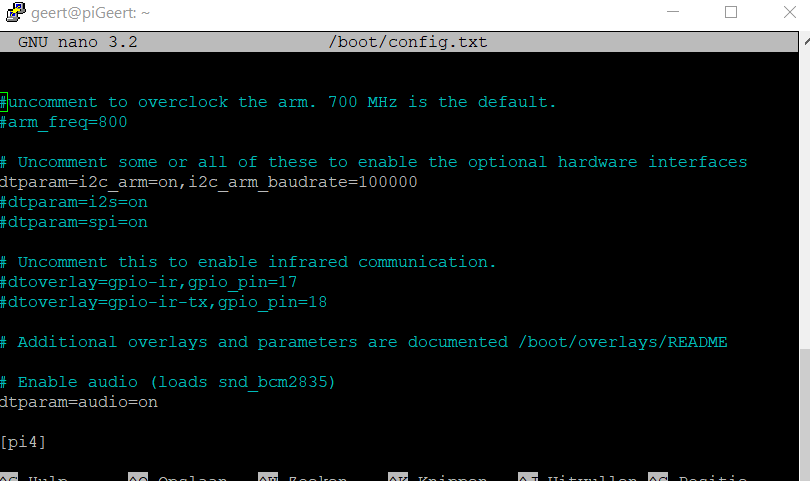 geert@piGeert: ~
GNU nano 3.2 /boot/config.txt
#uncomment to overclock the arm. 700 MHz is the default.
#arm_freq=800
# Uncomment some or all of these to enable the optional hardware interfaces
dtparam=i2c_arm=on,i2c_arm_baudrate=100000
#dtparam=i2s=on
#dtparam=spi=on
# Uncomment this to enable infrared communication.
#dtoverlay=gpio-ir,gpio_pin=17
#dtoverlay=gpio-ir-tx,gpio_pin=18
# Additional overlays and parameters are documented /boot/overlays/README
# Enable audio (loads snd_bcm2835)
dtparam=audio=on
[pi4]
^G Hulp ^O Opslaan ^W Zoeken ^K Knippen ^J Uitvullen ^C Positie